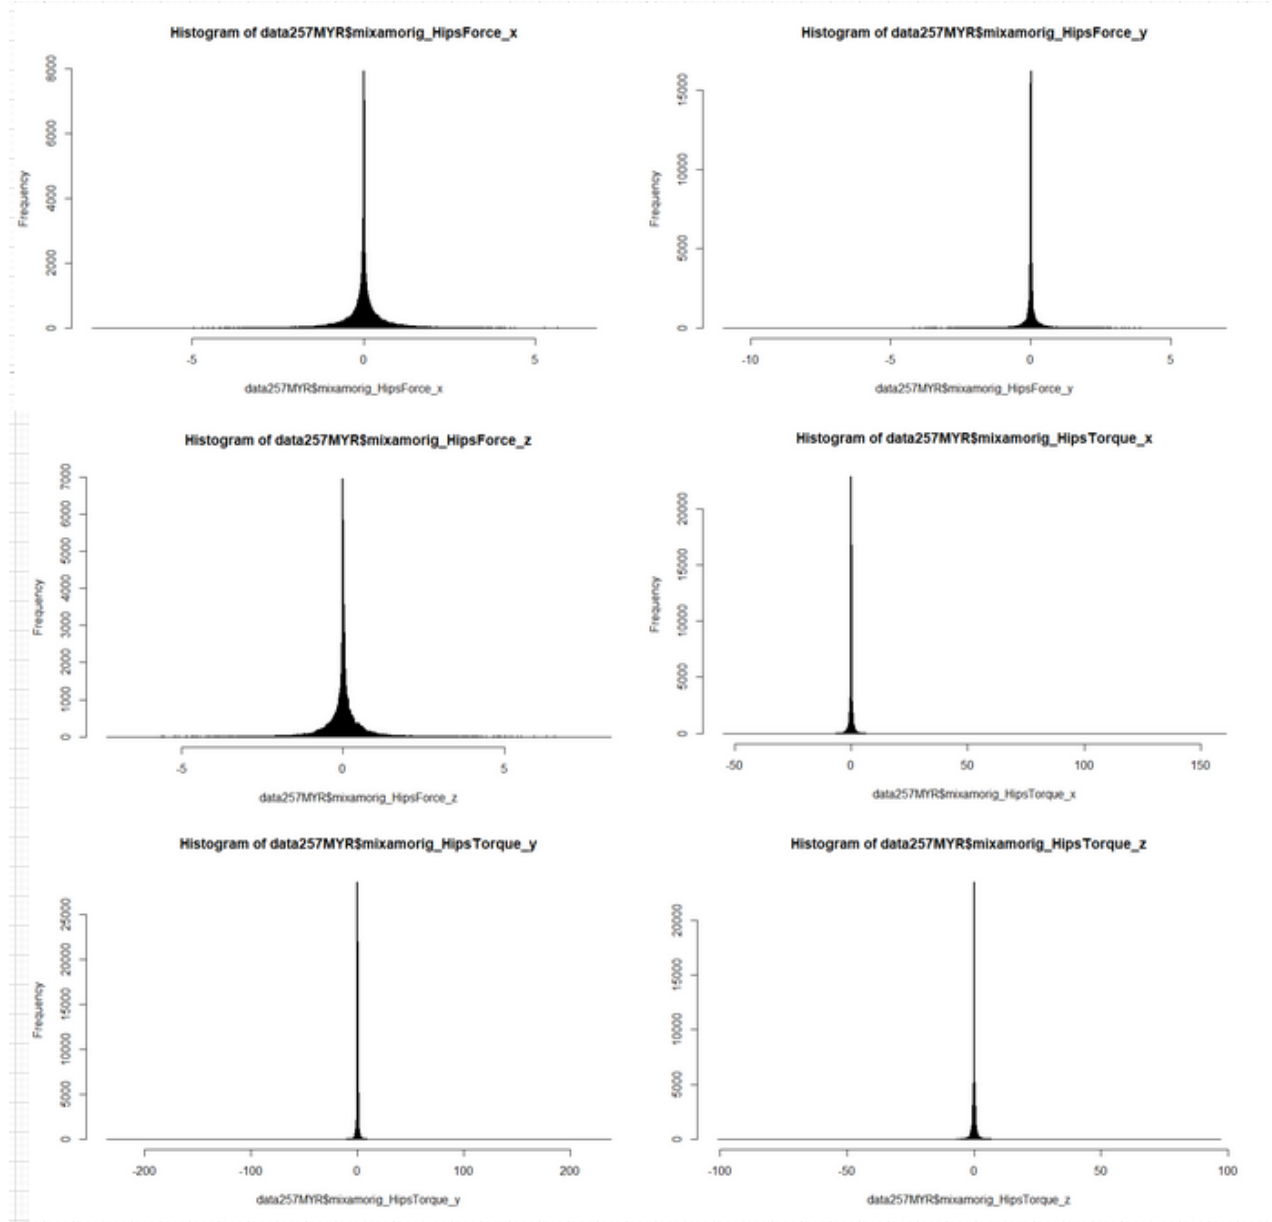 Histogram of data257MYR$mixamorig_HipsForce_x
Frequency
8000
6000
4000
2000
0
-5 0 5
data257MYR$mixamorig_HipsForce_x
Histogram of data257MYR$mixamorig_HipsForce_y
Frequency
15000
10000
5000
0
-10 -5 0 5
data257MYR$mixamorig_HipsForce_y
Histogram of data257MYR$mixamorig_HipsForce_z
Frequency
7000
6000
5000
4000
3000
2000
1000
0
-5 0 5
data257MYR$mixamorig_HipsForce_z
Histogram of data257MYR$mixamorig_HipsTorque_x
Frequency
20000
15000
10000
5000
0
-50 0 50 100 150
data257MYR$mixamorig_HipsTorque_x
Histogram of data257MYR$mixamorig_HipsTorque_y
Frequency
25000
20000
15000
10000
5000
0
-200 -100 0 100 200
data257MYR$mixamorig_HipsTorque_y
Histogram of data257MYR$mixamorig_HipsTorque_z
20000
15000
10000
5000
0
-100 -50 0 50 100
data257MYR$mixamorig_HipsTorque_z